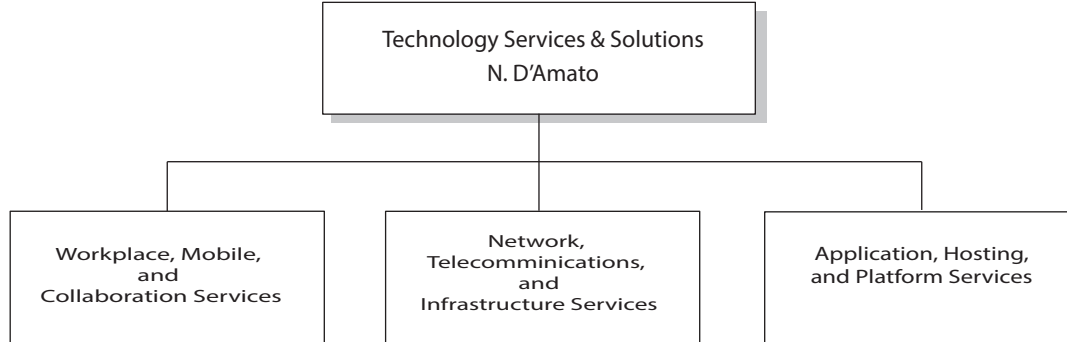 Technology Services & Solutions
N. D’Amato
Workplace, Mobile,
and
Collaboration Services
Network,
Telecomminications,
and
Infrastructure Services
Application, Hosting,
and Platform Services